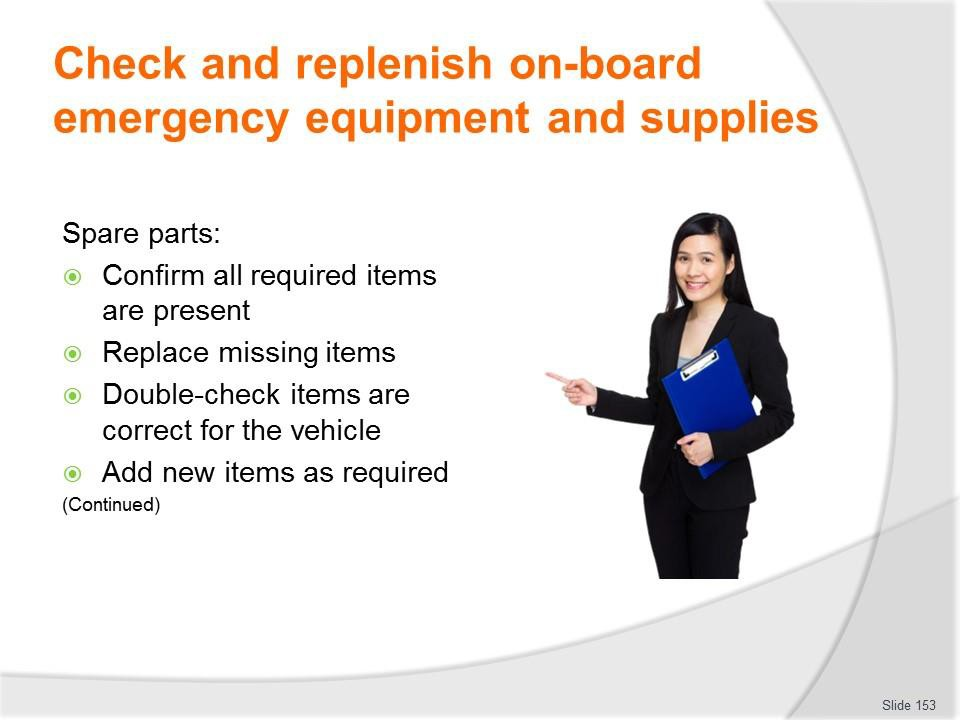 Check and replenish on-board
emergency equipment and supplies
Spare parts:
Confirm all required items
are present
Replace missing items
Double-check items are
correct for the vehicle
Add new items as required
(Continued)
Slide 153